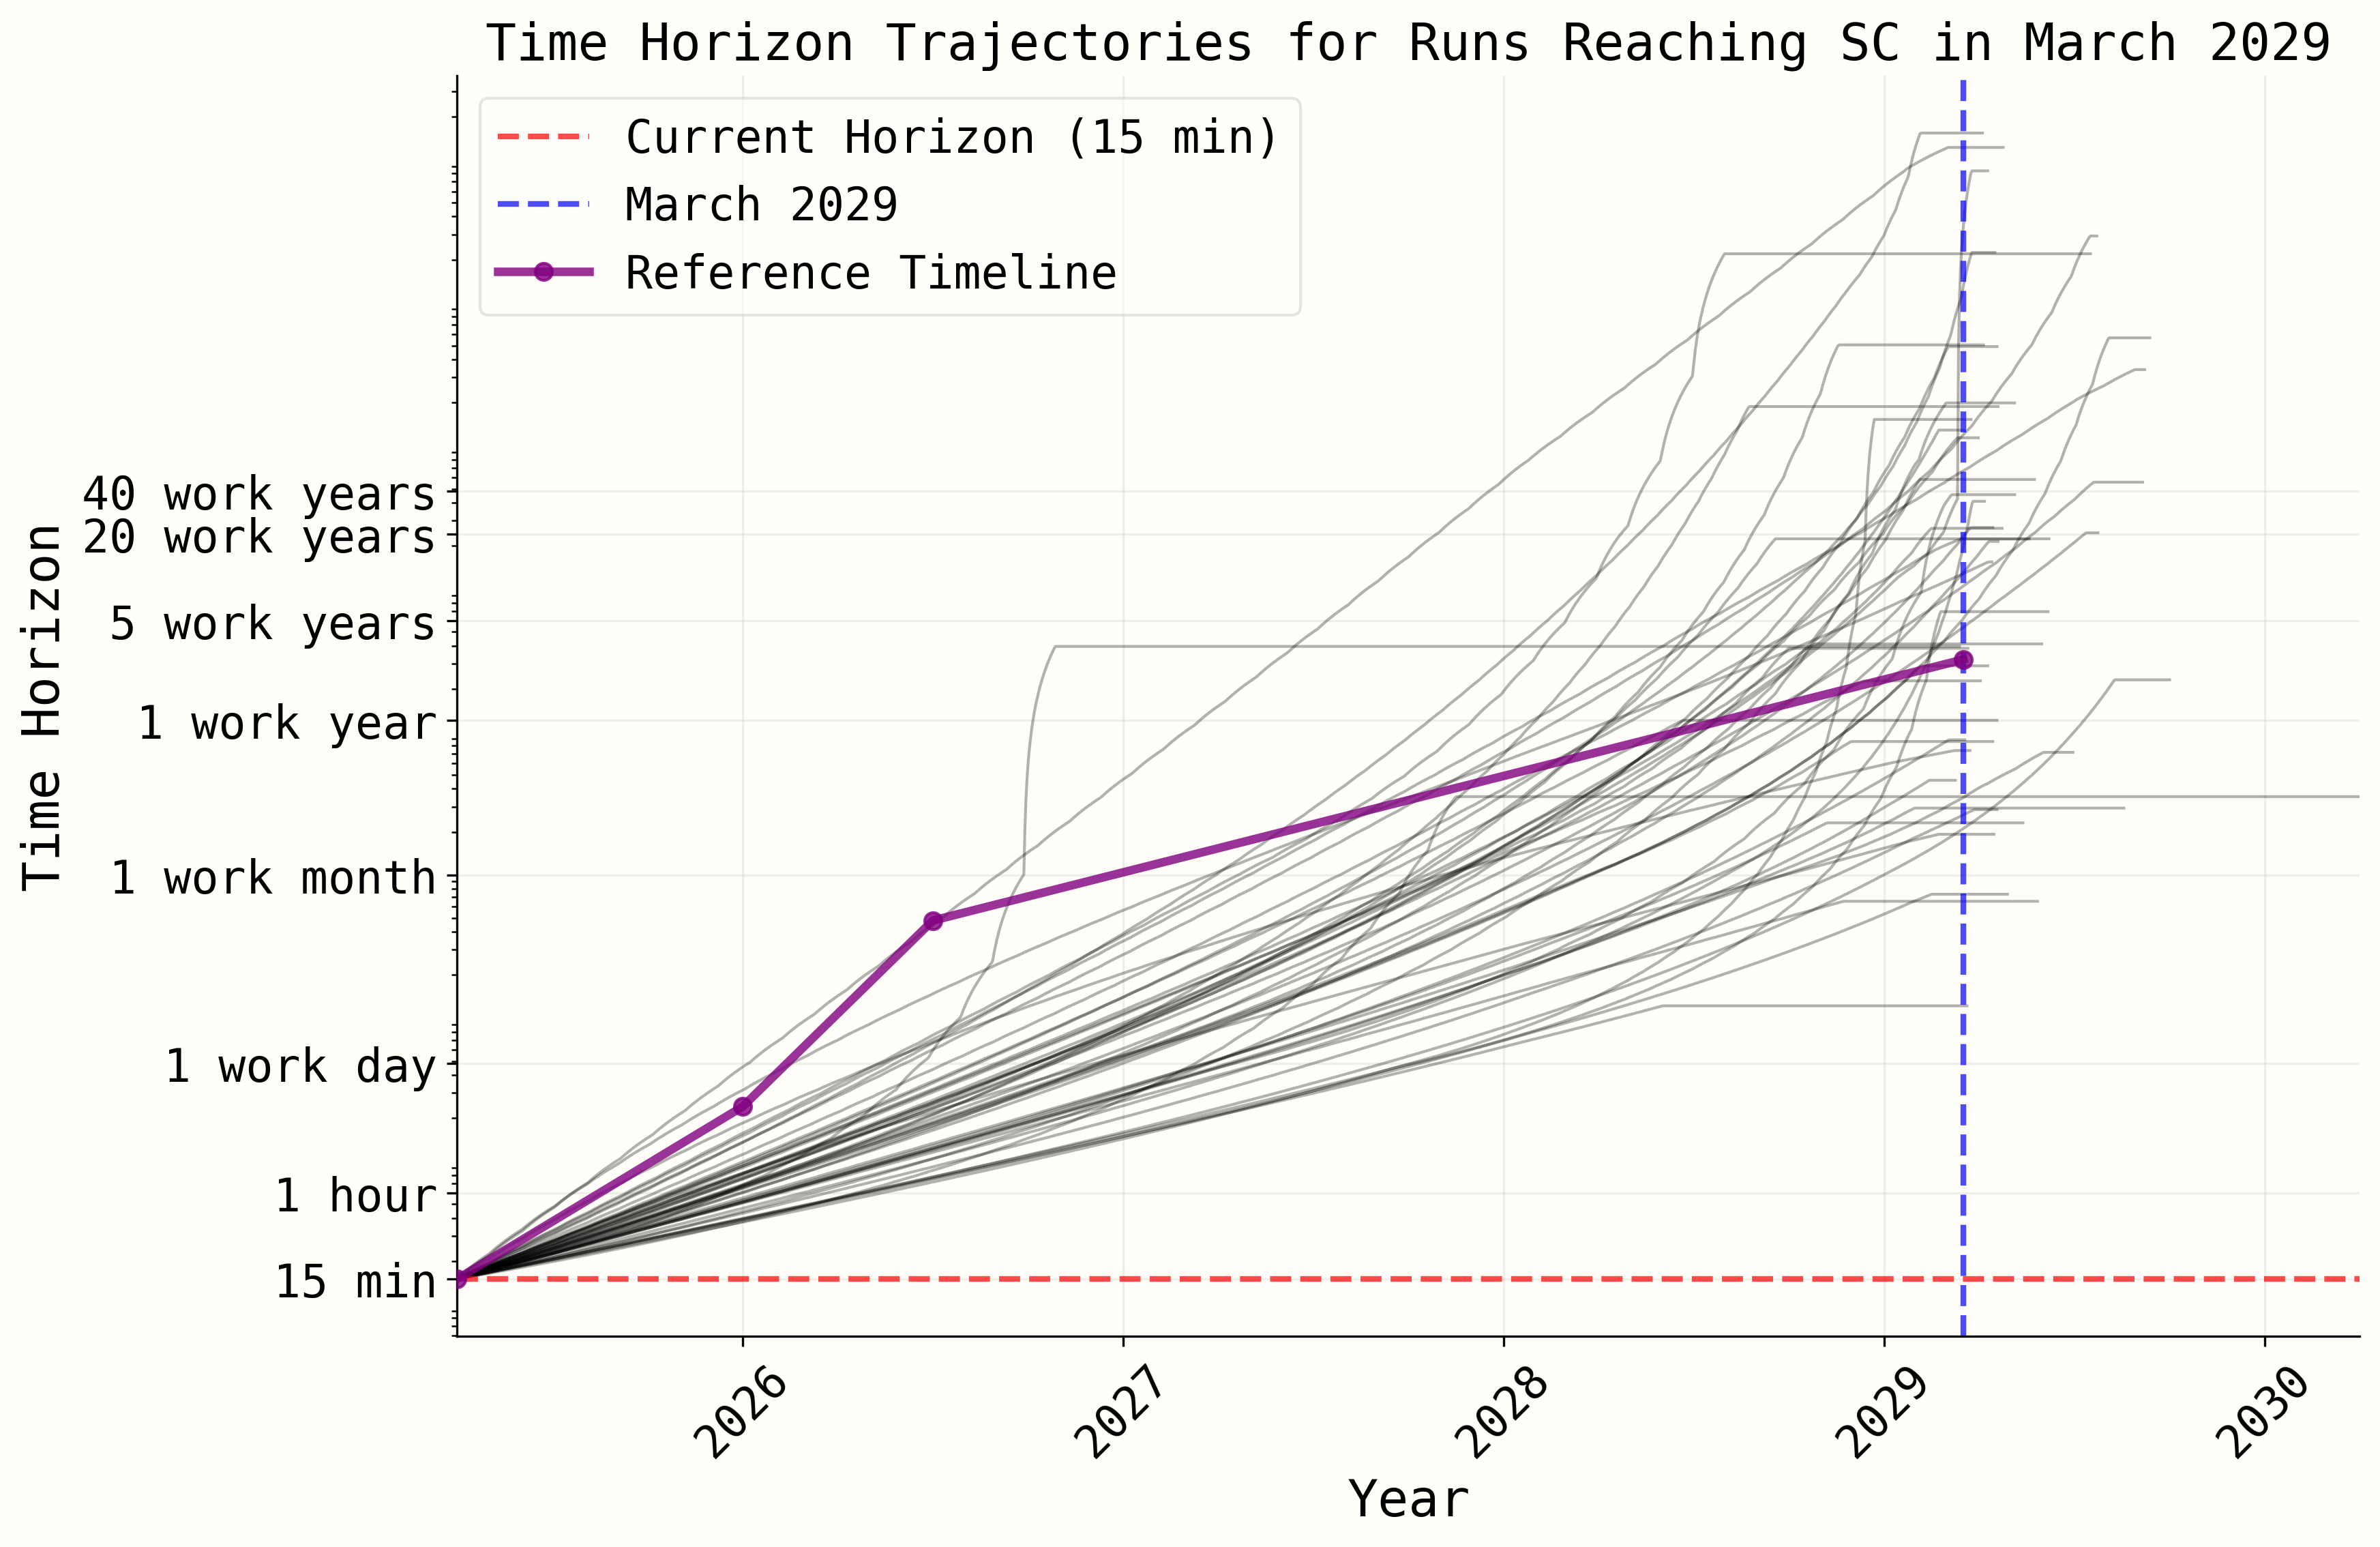 Time Horizon Trajectories for Runs Reaching SC in March 2029
Current Horizon (15 min)
March 2029
Reference Timeline
Time Horizon
40 work years
20 work years
5 work years
1 work year
1 work month
1 work day
1 hour
15 min
2026
2027
2028
2029
2030
Year